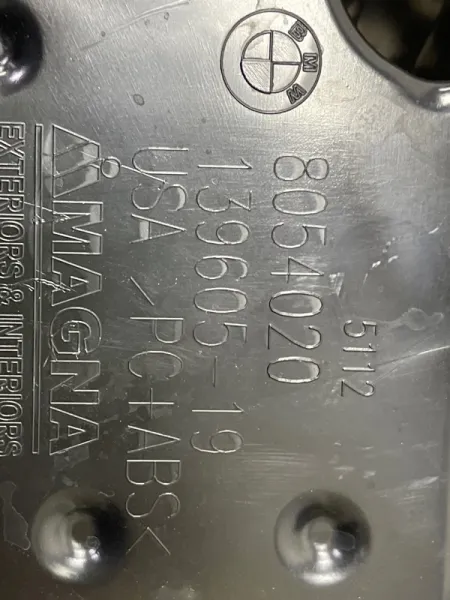 BMW
5112
8054020
139605-19
USA >PC+ABS<
MAGNA
EXTERIORS & INTERIORS